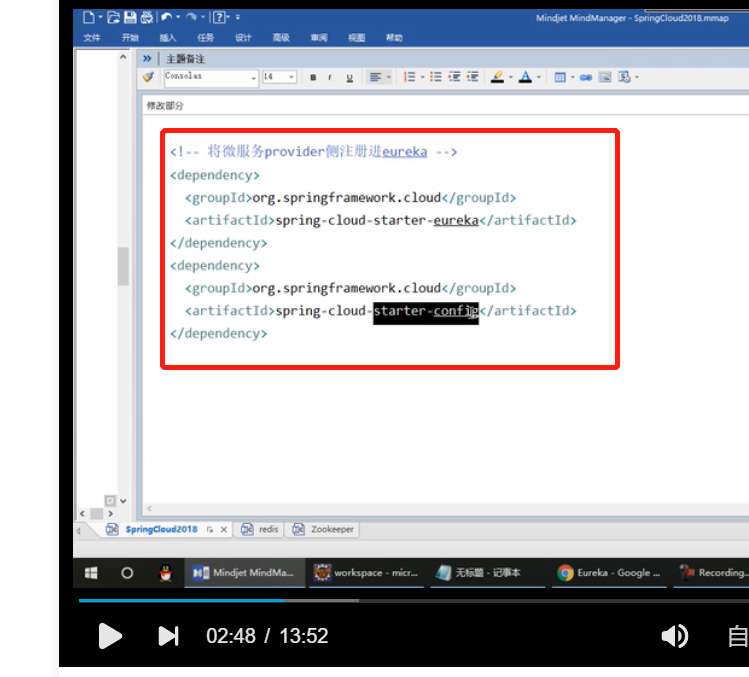 Mindjet MindManager - SpringCloud2018.mmap
文件 开始 插入 任务 设计 高级 审阅 视图 帮助
» 主题备注
Consolas 14 B I U
修改部分
<!-- 将微服务provider侧注册进eureka -->
<dependency>
<groupId>org.springframework.cloud</groupId>
<artifactId>spring-cloud-starter-eureka</artifactId>
</dependency>
<dependency>
<groupId>org.springframework.cloud</groupId>
<artifactId>spring-cloud-starter-config</artifactId>
</dependency>
SpringCloud2018 redis Zookeeper
Mindjet MindMa... workspace - micr... 无标题 - 记事本 Eureka - Google ... Recording...
02:48 / 13:52 自